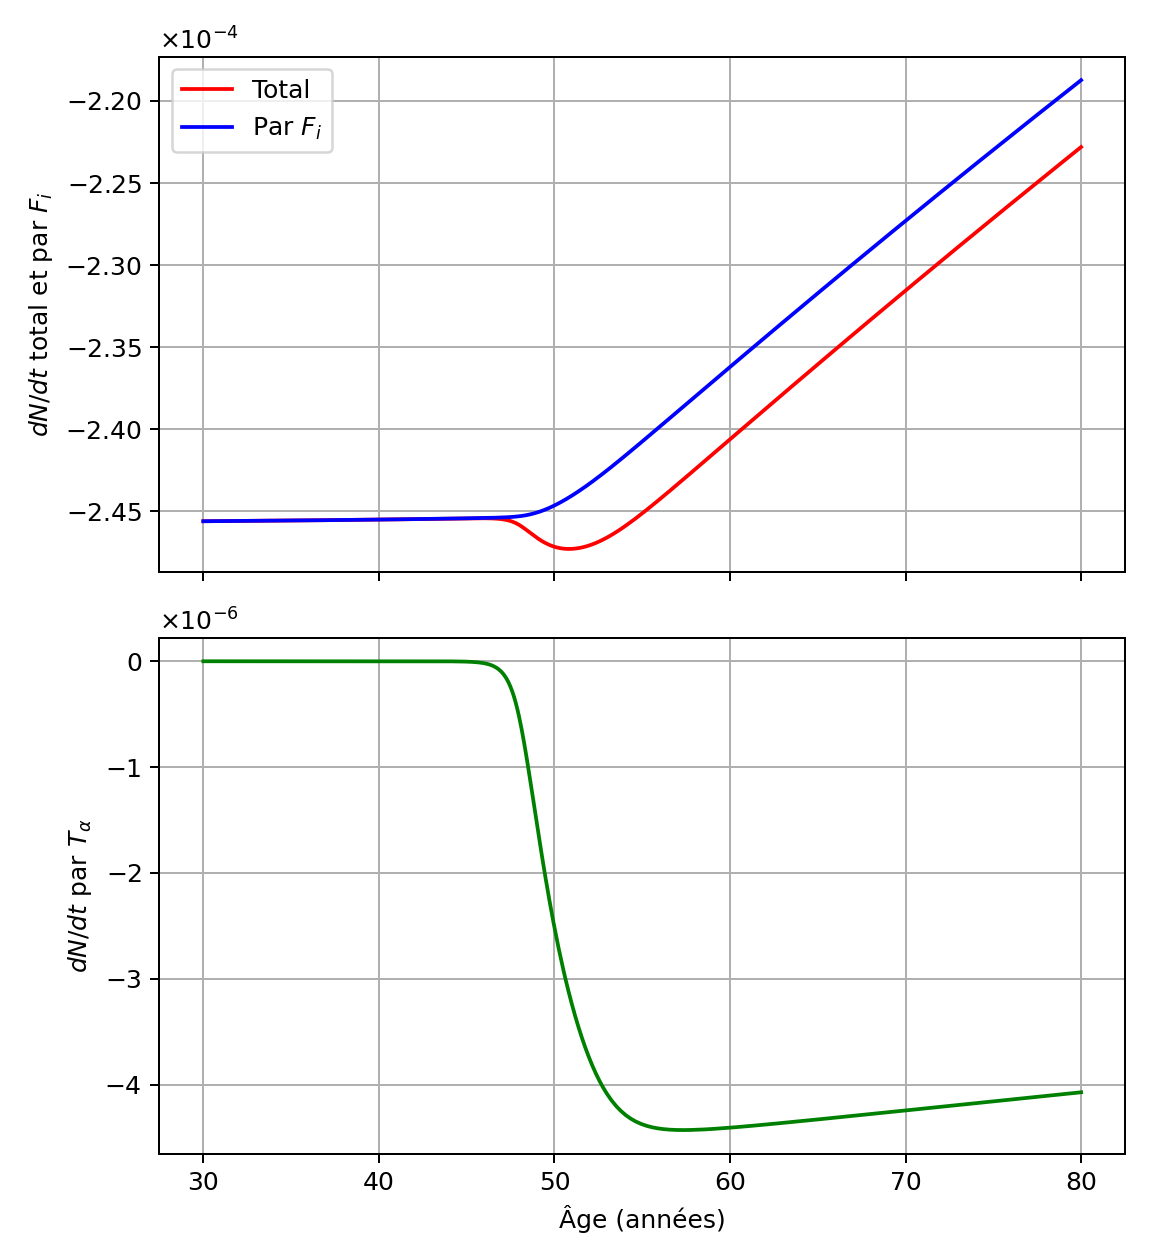 ×10⁻⁴
Total
Par Fᵢ
dN/dt total et par Fᵢ
−2.20
−2.25
−2.30
−2.35
−2.40
−2.45
×10⁻⁶
dN/dt par Tα
0
−1
−2
−3
−4
30 40 50 60 70 80
Âge (années)